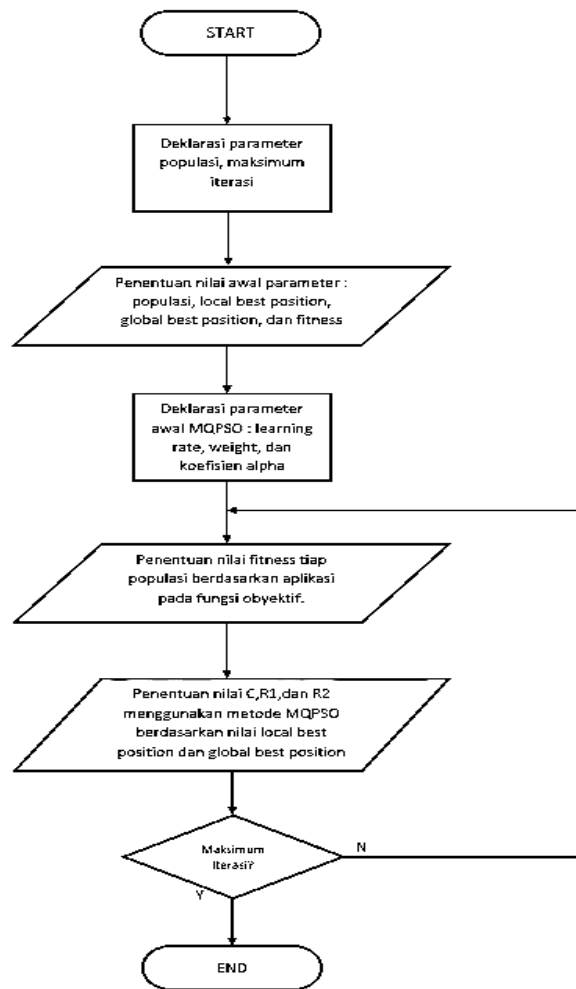 START
Deklarasi parameter
populasi, maksimum
iterasi
Penentuan nilai awal parameter :
populasi, local best position,
global best position, dan fitness
Deklarasi parameter
awal MQPSO : learning
rate, weight, dan
koefisien alpha
Penentuan nilai fitness tiap
populasi berdasarkan aplikasi
pada fungsi obyektif.
Penentuan nilai C,R1,dan R2
menggunakan metode MQPSO
berdasarkan nilai local best
position dan global best position
Maksimum
Iterasi?
N
Y
END